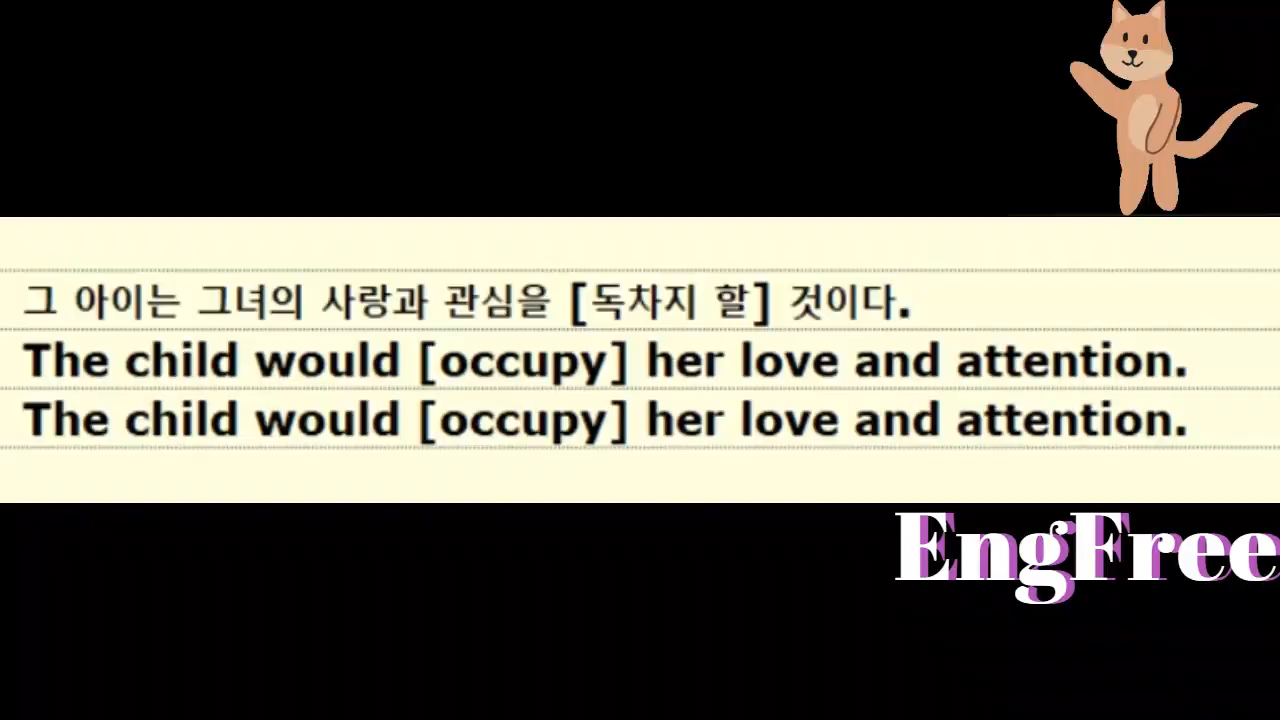 그 아이는 그녀의 사랑과 관심을 [독차지 할] 것이다.
The child would [occupy] her love and attention.
The child would [occupy] her love and attention.
EngFree